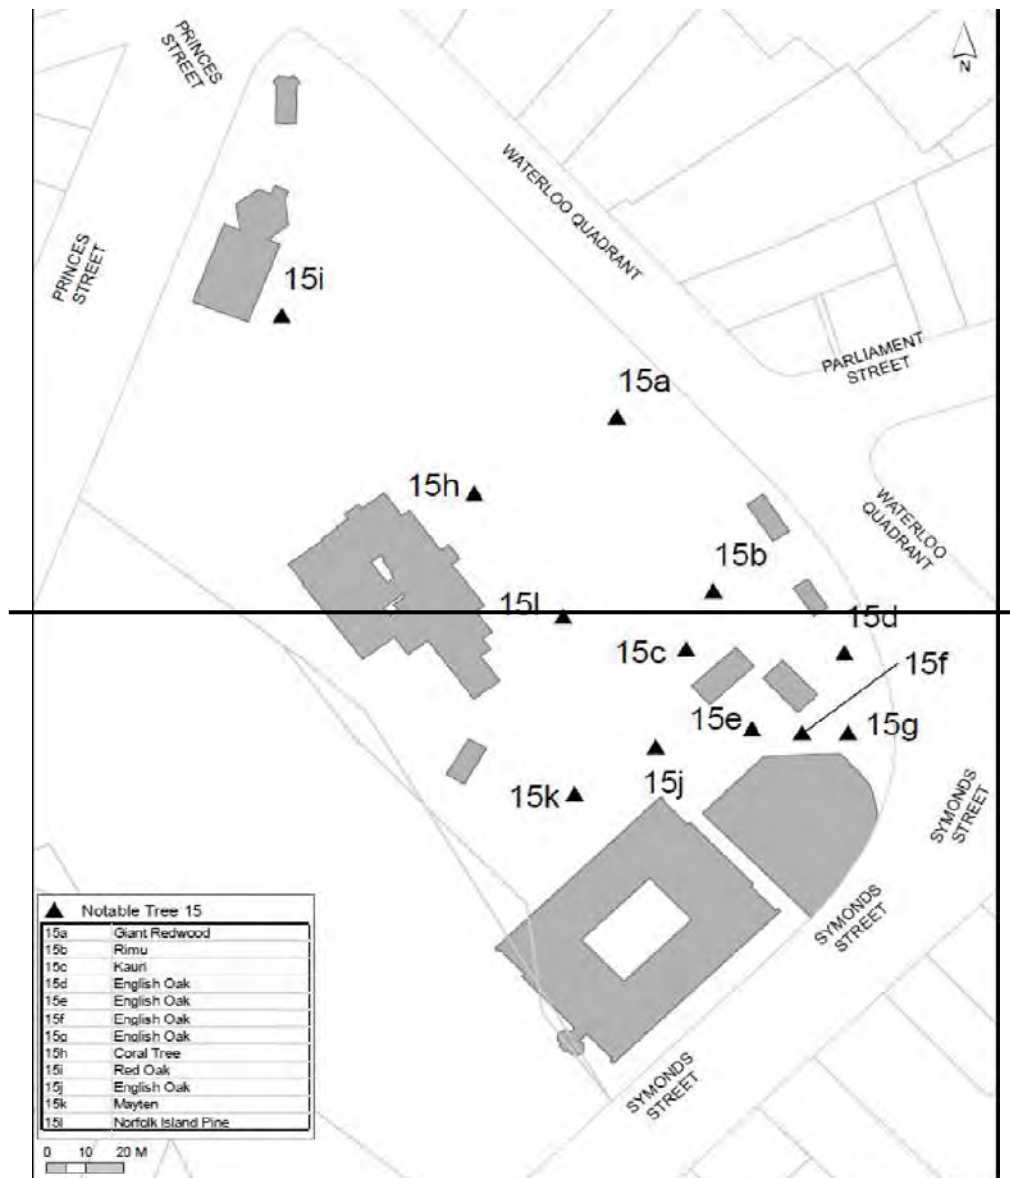 PRINCES
STREET
N
WATERLOO QUADRANT
PRINCES
STREET
15i
PARLIAMENT
STREET
15a
15h
WATERLOO
QUADRANT
15b
15l
15d
15c
15f
15e
15g
15j
15k
SYMONDS
STREET
SYMONDS
STREET
SYMONDS
STREET
Notable Tree 15
15a Giant Redwood
15b Rimu
15c Kauri
15d English Oak
15e English Oak
15f English Oak
15g English Oak
15h Coral Tree
15i Red Oak
15j English Oak
15k Mayten
15l Norfolk Island Pine
0 10 20 M